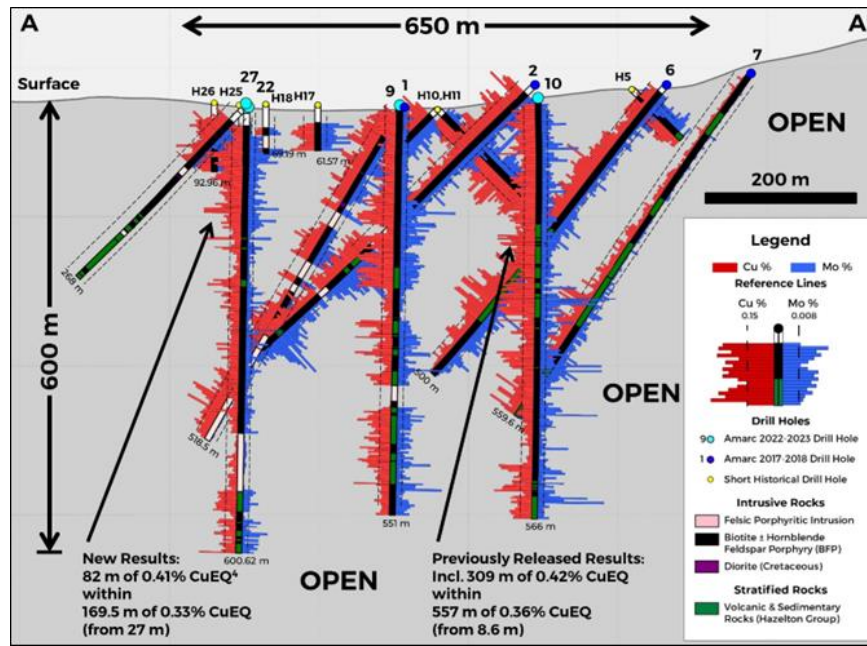 A
650 m
A
Surface
H26
H25
27
22
H18
H17
9
1
H10,H11
2
10
H5
6
7
OPEN
200 m
600 m
92.96 m
69.19 m
61.57 m
268 m
518.5 m
600.62 m
551 m
500 m
559.6 m
566 m
OPEN
OPEN
New Results:
82 m of 0.41% CuEQ⁴
within
169.5 m of 0.33% CuEQ
(from 27 m)
Previously Released Results:
Incl. 309 m of 0.42% CuEQ
within
557 m of 0.36% CuEQ
(from 8.6 m)
Legend
Cu % Mo %
Reference Lines
Cu % Mo %
0.15 0.008
Drill Holes
9 Amarc 2022-2023 Drill Hole
1 Amarc 2017-2018 Drill Hole
Short Historical Drill Hole
Intrusive Rocks
Felsic Porphyritic Intrusion
Biotite ± Hornblende
Feldspar Porphyry (BFP)
Diorite (Cretaceous)
Stratified Rocks
Volcanic & Sedimentary
Rocks (Hazelton Group)